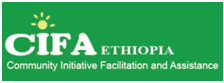 CIFA ETHIOPIA
Community Initiative Facilitation and Assistance